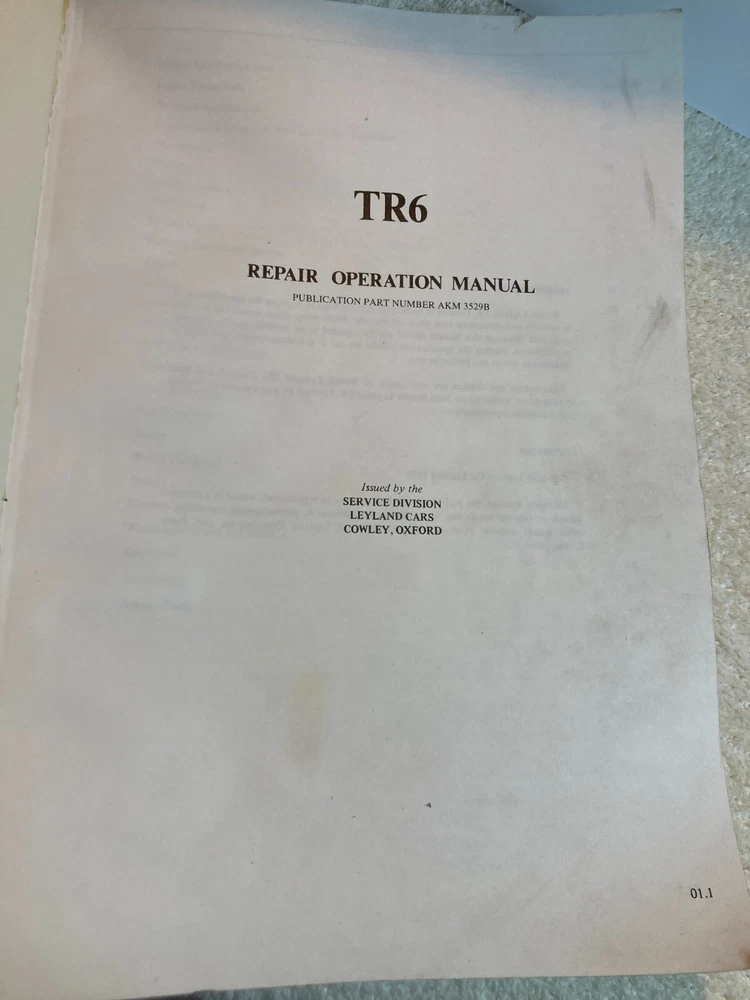 TR6
REPAIR OPERATION MANUAL
PUBLICATION PART NUMBER AKM 3529B
Issued by the
SERVICE DIVISION
LEYLAND CARS
COWLEY, OXFORD
01.1